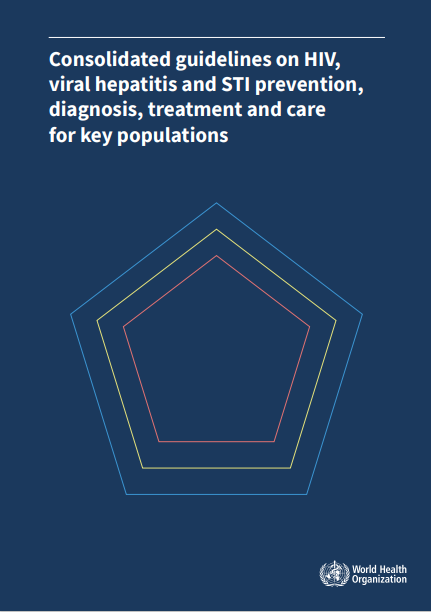 Consolidated guidelines on HIV,
viral hepatitis and STI prevention,
diagnosis, treatment and care
for key populations
World Health
Organization